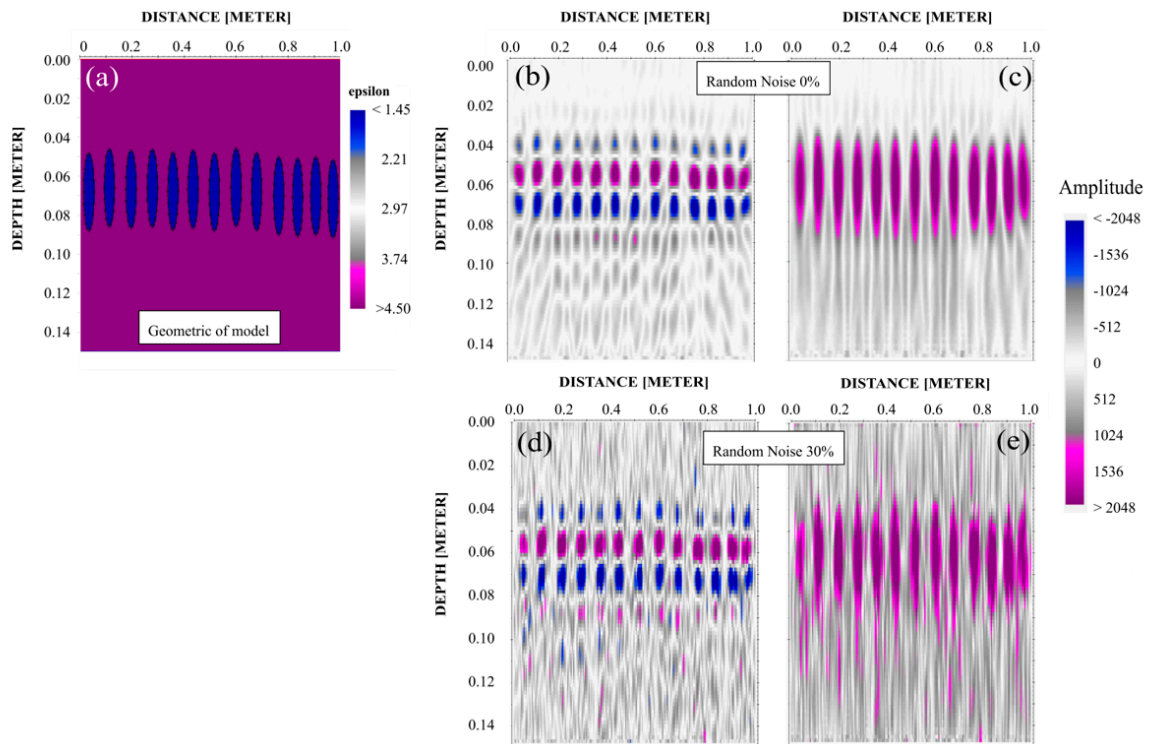 DISTANCE [METER]
0.0 0.2 0.4 0.6 0.8 1.0
DEPTH [METER]
0.00
0.02
0.04
0.06
0.08
0.10
0.12
0.14
(a)
Geometric of model
epsilon
< 1.45
2.21
2.97
3.74
>4.50
DISTANCE [METER]
0.0 0.2 0.4 0.6 0.8 1.0
DEPTH [METER]
0.00
0.02
0.04
0.06
0.08
0.10
0.12
0.14
(b)
Random Noise 0%
DISTANCE [METER]
0.0 0.2 0.4 0.6 0.8 1.0
(c)
DISTANCE [METER]
0.0 0.2 0.4 0.6 0.8 1.0
DEPTH [METER]
0.00
0.02
0.04
0.06
0.08
0.10
0.12
0.14
(d)
Random Noise 30%
DISTANCE [METER]
0.0 0.2 0.4 0.6 0.8 1.0
(e)
Amplitude
< -2048
-1536
-1024
-512
0
512
1024
1536
> 2048